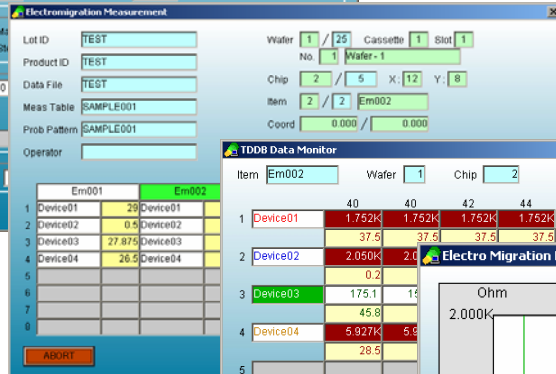 Electromigration Measurement
Lot ID TEST Wafer 1 / 25 Cassette 1 Slot 1
No. 1 Wafer - 1
Product ID TEST
Data File TEST Chip 2 / 5 X: 12 Y: 8
Meas Table SAMPLE001 Item 2 / 2 Em002
Prob Pattern SAMPLE001 Coord 0.000 / 0.000
Operator
Em001 Em002
1 Device01 29 Device01
2 Device02 0.5 Device02
3 Device03 27.875 Device03
4 Device04 26.5 Device04
5
6
7
8
ABORT
TDDB Data Monitor
Item Em002 Wafer 1 Chip 2
40 40 42 44
1 Device01 1.752K 1.752K 1.752K 1.752K
37.5 37.5 37.5 37.5
2 Device02 2.050K 2.0
0.2
3 Device03 175.1
45.8
4 Device04 5.927K 5.9
28.5
5
Electro Migration
Ohm
2.000K